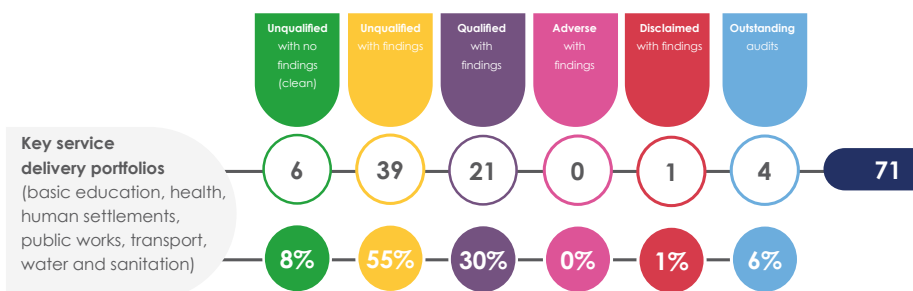 Unqualified
with no
findings
(clean)
Unqualified
with findings
Qualified
with
findings
Adverse
with
findings
Disclaimed
with findings
Outstanding
audits
Key service
delivery portfolios
(basic education, health,
human settlements,
public works, transport,
water and sanitation)
6 39 21 0 1 4 71
8% 55% 30% 0% 1% 6%